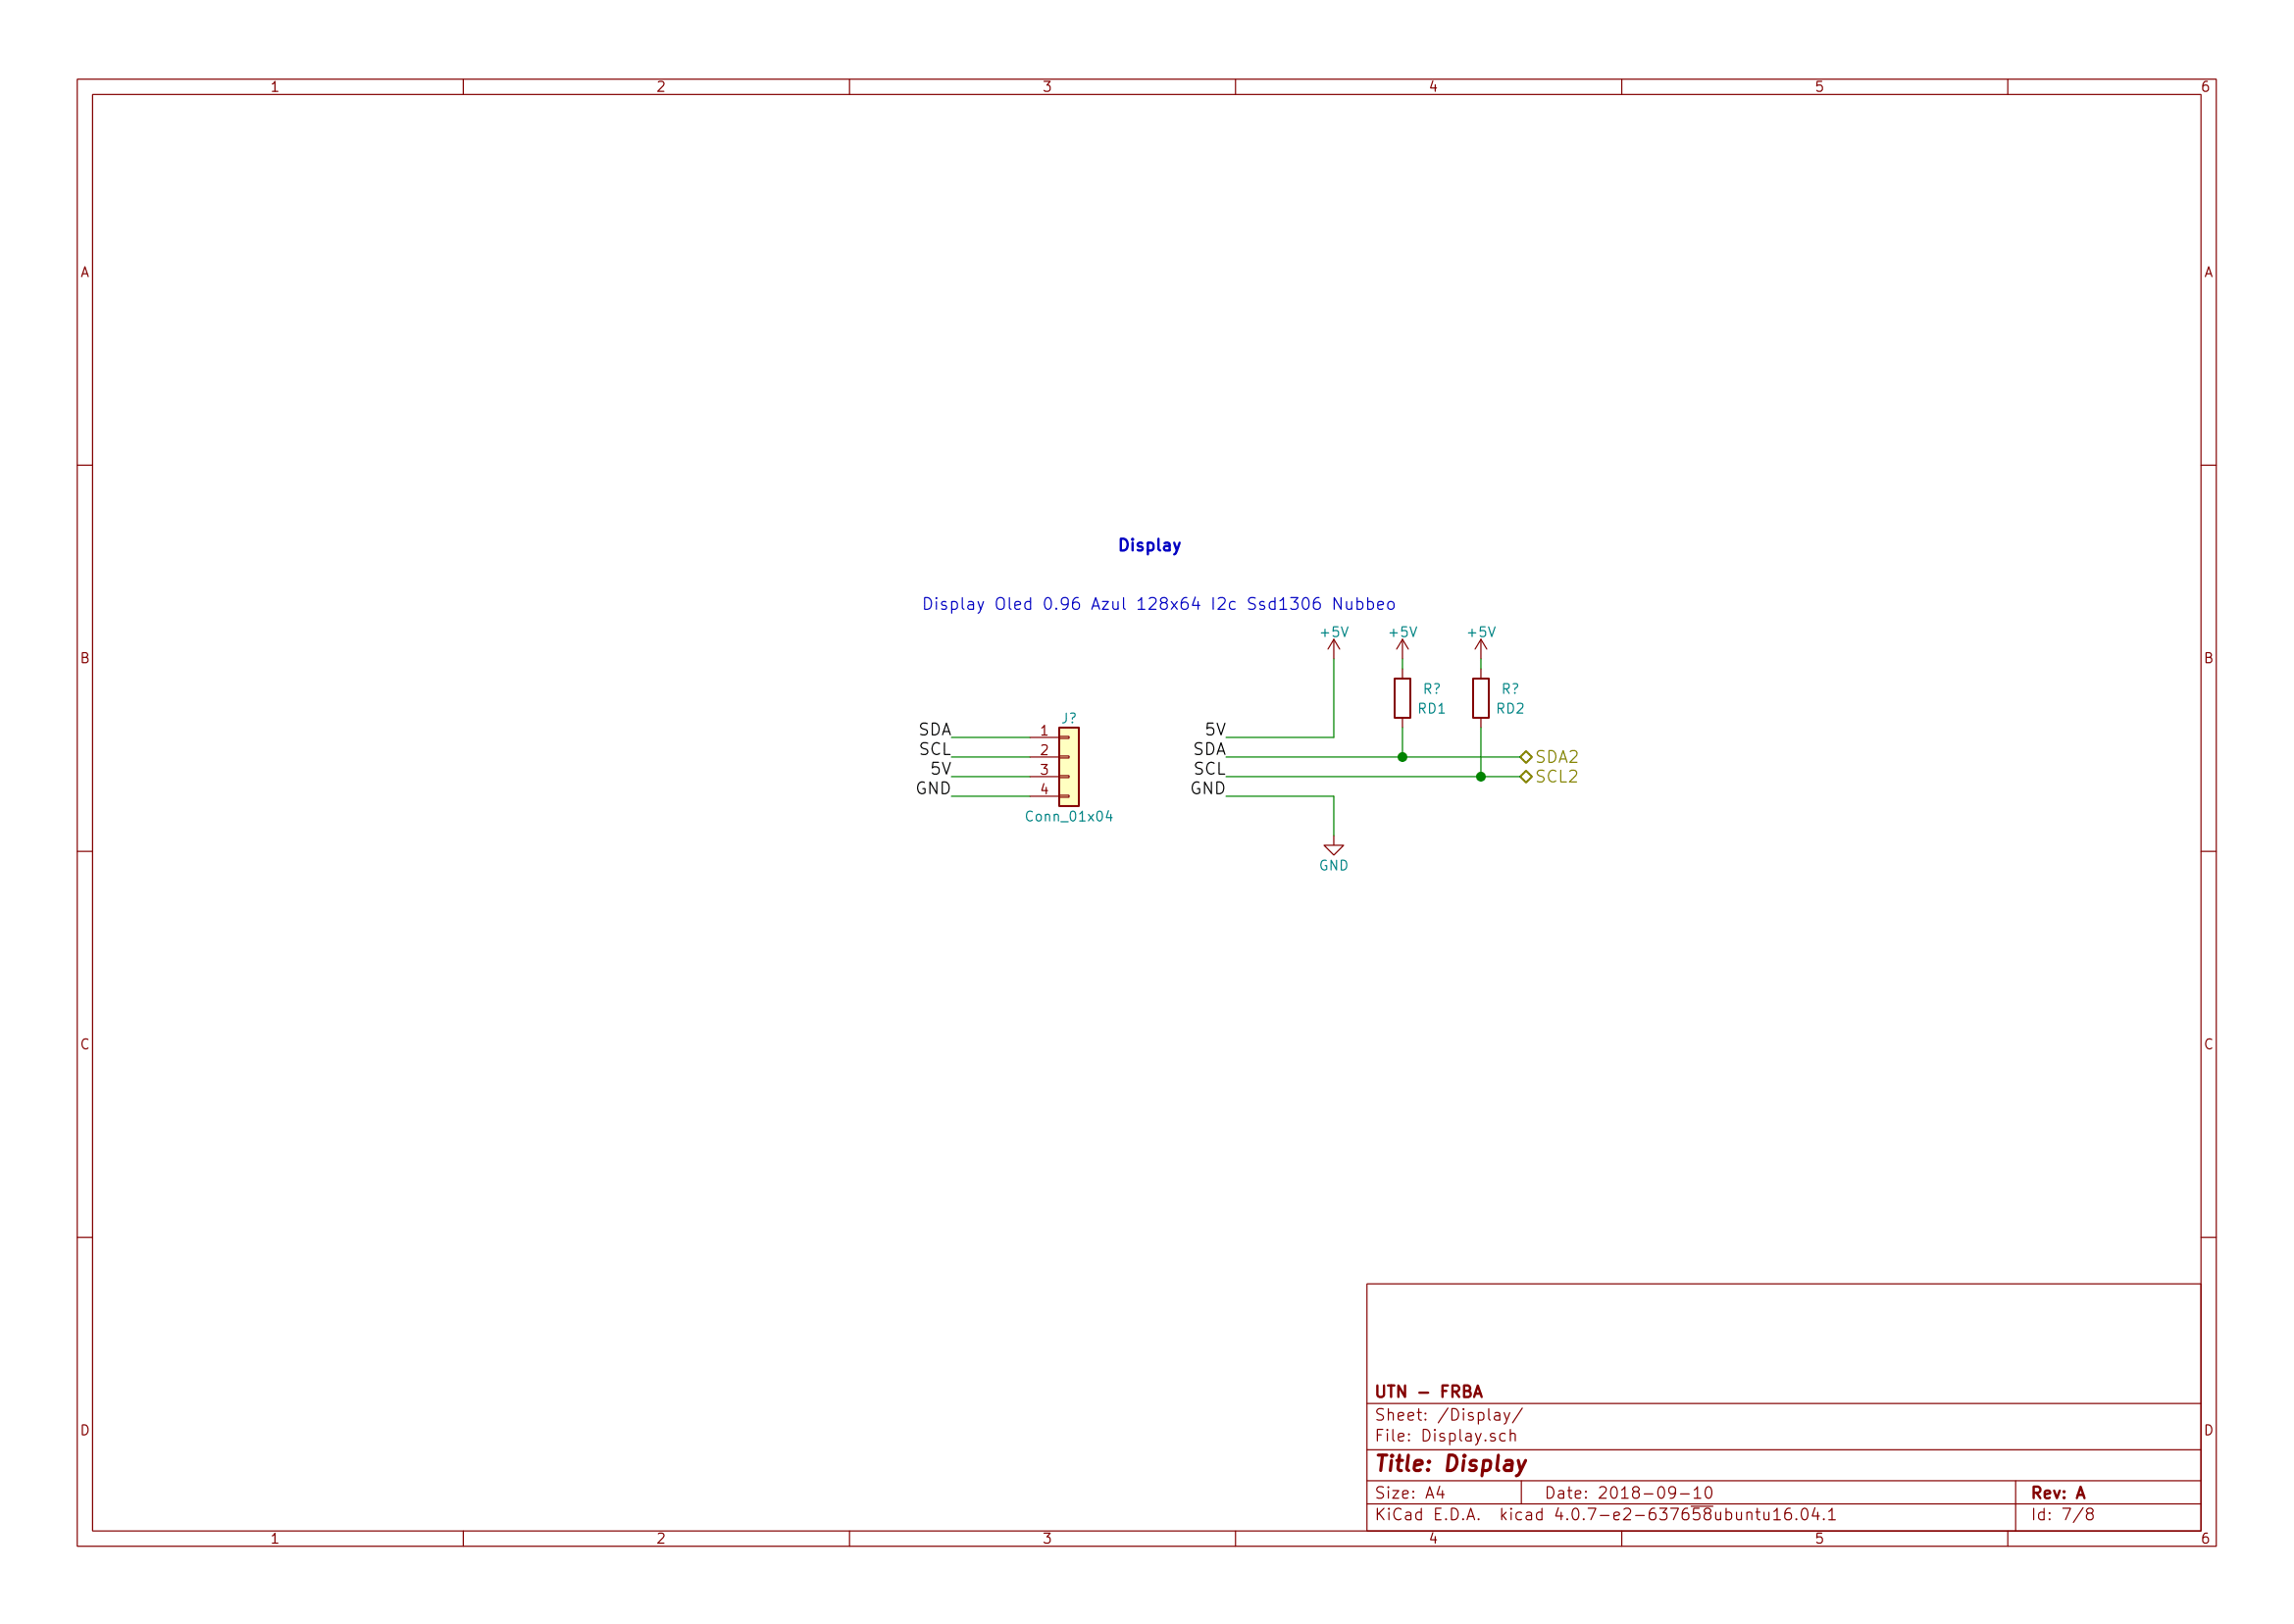 1 2 3 4 5 6
A A
B B
C C
D D
Display
Display Oled 0.96 Azul 128x64 I2c Ssd1306 Nubbeo
+5V +5V +5V
R? R?
RD1 RD2
J?
SDA 1
SCL 2
5V 3
GND 4
Conn_01x04
5V
SDA SDA2
SCL SCL2
GND
GND
UTN - FRBA
Sheet: /Display/
File: Display.sch
Title: Display
Size: A4 Date: 2018-09-10 Rev: A
KiCad E.D.A. kicad 4.0.7-e2-637658ubuntu16.04.1 Id: 7/8
1 2 3 4 5 6